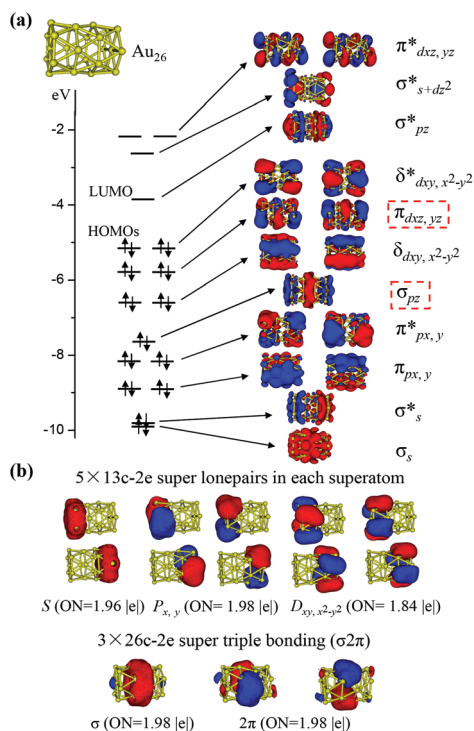 (a)
Au26
π*dxz, yz
eV
σ*s+dz2
-2
σ*pz
LUMO
δ*dxy, x2-y2
-4
πdxz, yz
HOMOs
δdxy, x2-y2
-6
σpz
π*px, y
-8
πpx, y
σ*s
-10
σs
(b)
5×13c-2e super lonepairs in each superatom
S (ON=1.96 |e|) Px, y (ON= 1.98 |e|) Dxy, x2-y2 (ON= 1.84 |e|)
3×26c-2e super triple bonding (σ2π)
σ (ON=1.98 |e|) 2π (ON=1.98 |e|)